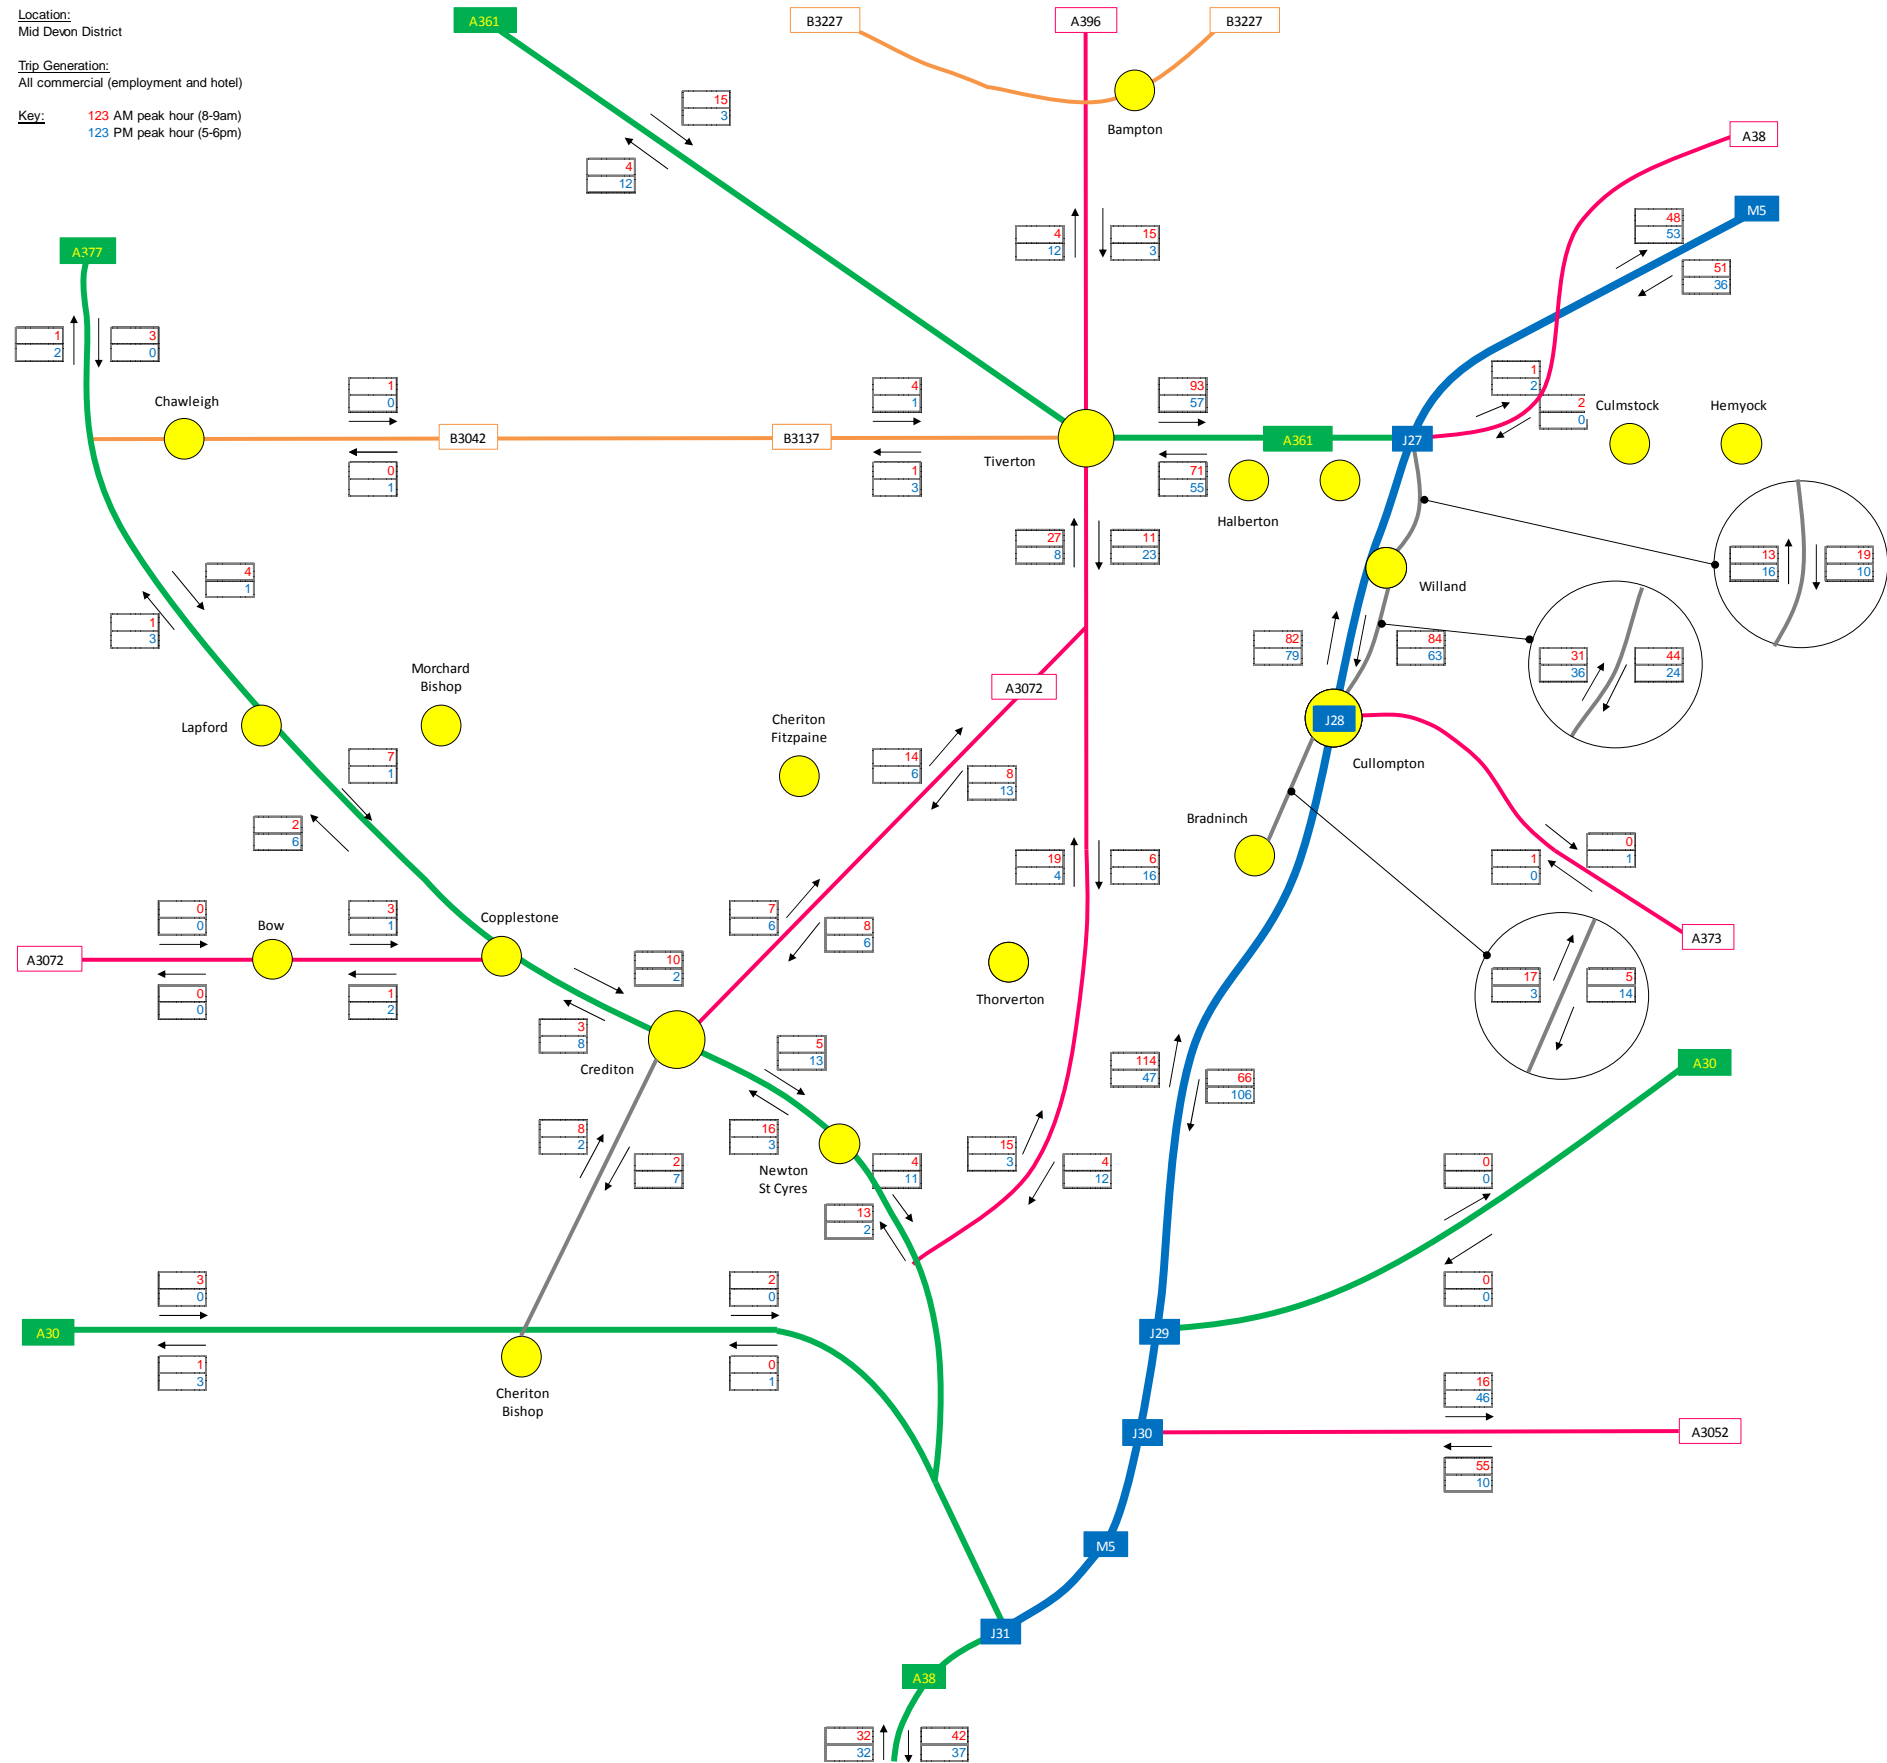 Location:
Mid Devon District
Trip Generation:
All commercial (employment and hotel)
Key: 123 AM peak hour (8-9am)
123 PM peak hour (5-6pm)
A361
B3227
A396
B3227
15
3
Bampton
A38
4
12
M5
48
53
4
12
15
3
A377
51
36
1
2
3
0
1
0
4
1
93
57
1
2
2
0
Chawleigh
Culmstock
Hemyock
B3042
B3137
A361
J27
Tiverton
0
1
1
3
71
55
Halberton
27
8
11
23
13
16
19
10
4
1
Willand
1
3
82
79
84
63
31
36
44
24
Morchard
Bishop
A3072
Lapford
Cheriton
Fitzpaine
J28
7
1
14
6
8
13
Cullompton
2
6
Bradninch
0
1
19
4
6
16
1
0
0
0
3
1
Copplestone
7
6
8
6
Bow
A3072
A373
10
2
17
3
5
14
0
0
1
2
Thorverton
3
8
5
13
Crediton
114
47
66
106
A30
8
2
16
3
15
3
4
12
2
7
Newton
St Cyres
4
11
0
0
13
2
3
0
2
0
0
0
A30
J29
1
3
0
1
16
46
Cheriton
Bishop
J30
A3052
55
10
M5
J31
A38
32
32
42
37